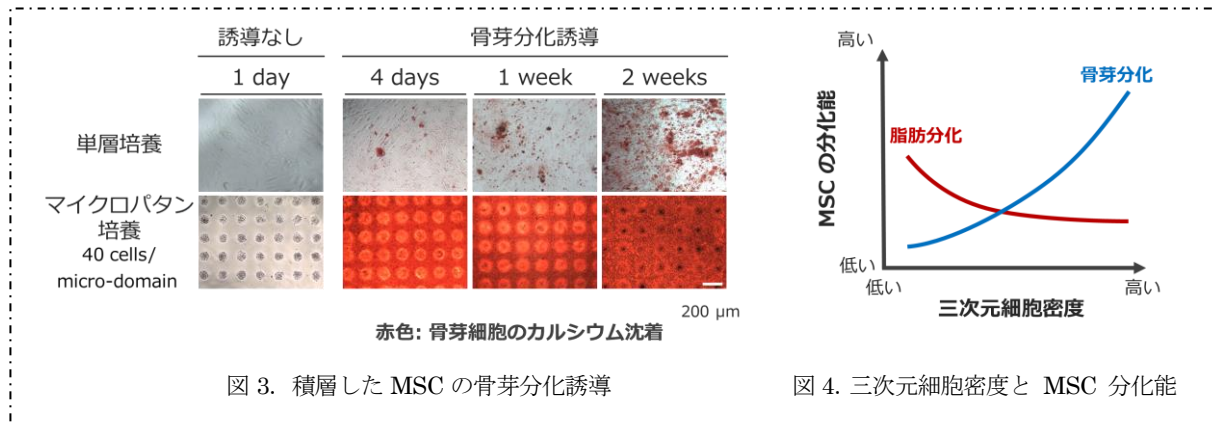 誘導なし
骨芽分化誘導
1 day
4 days
1 week
2 weeks
単層培養
マイクロパタン
培養
40 cells/
micro-domain
200 μm
赤色: 骨芽細胞のカルシウム沈着
図 3. 積層した MSC の骨芽分化誘導
高い
骨芽分化
脂肪分化
MSC の分化能
低い
低い
高い
三次元細胞密度
図 4. 三次元細胞密度と MSC 分化能